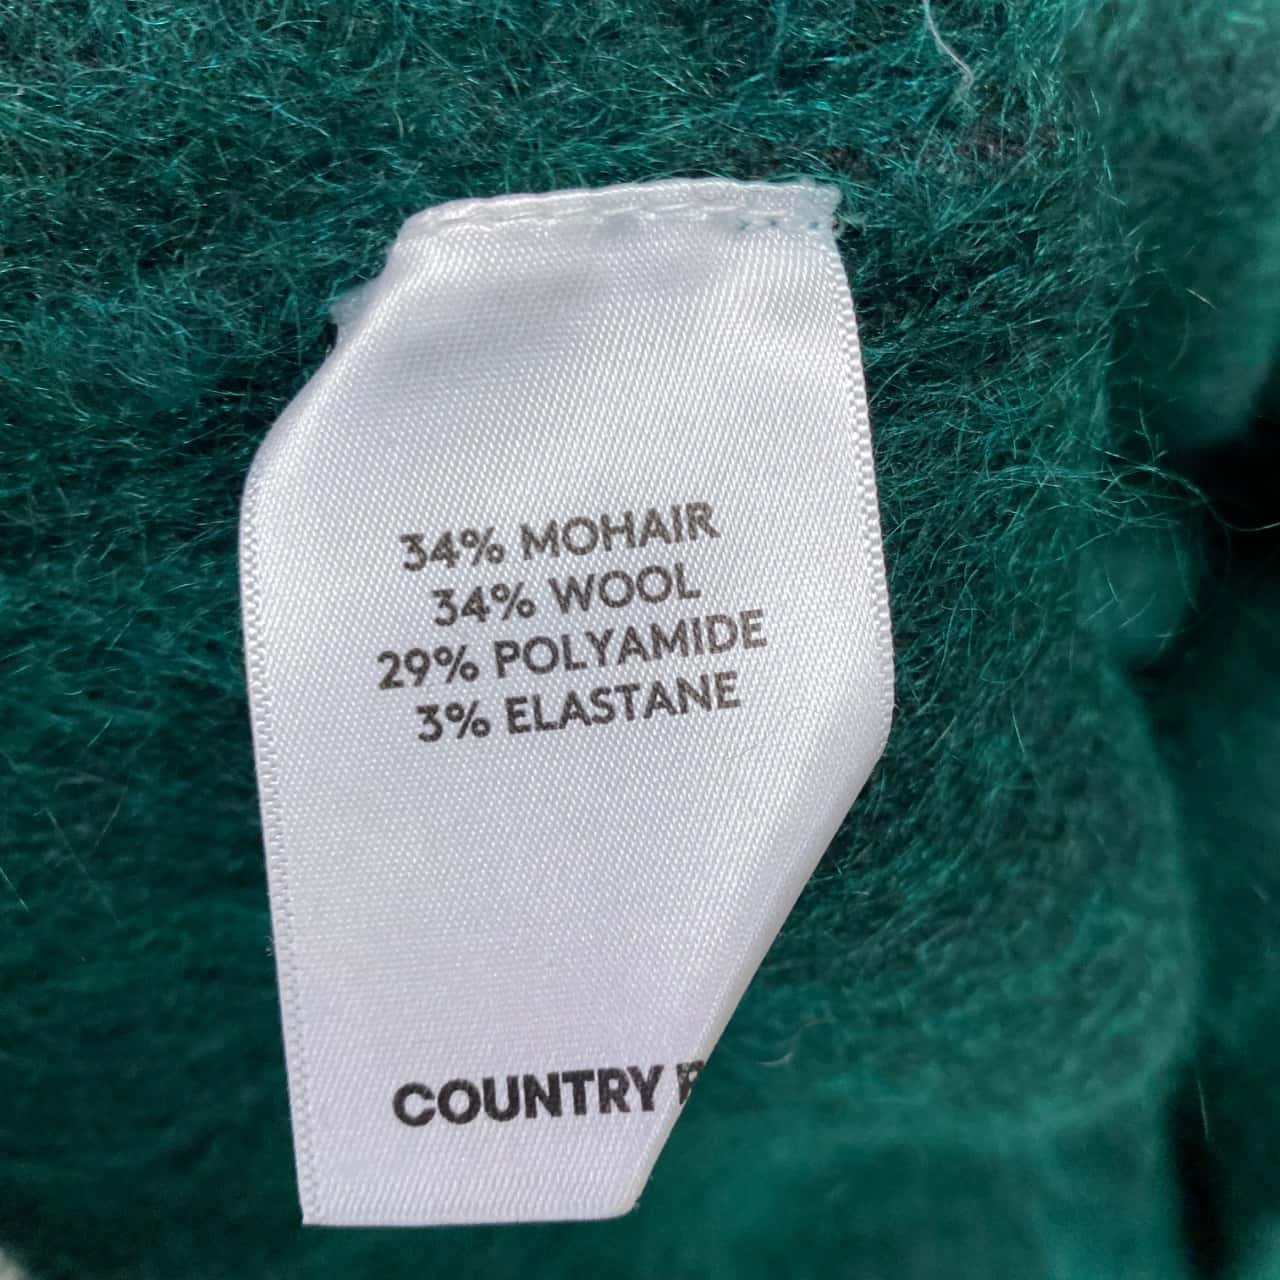 34% MOHAIR
34% WOOL
29% POLYAMIDE
3% ELASTANE
COUNTRY